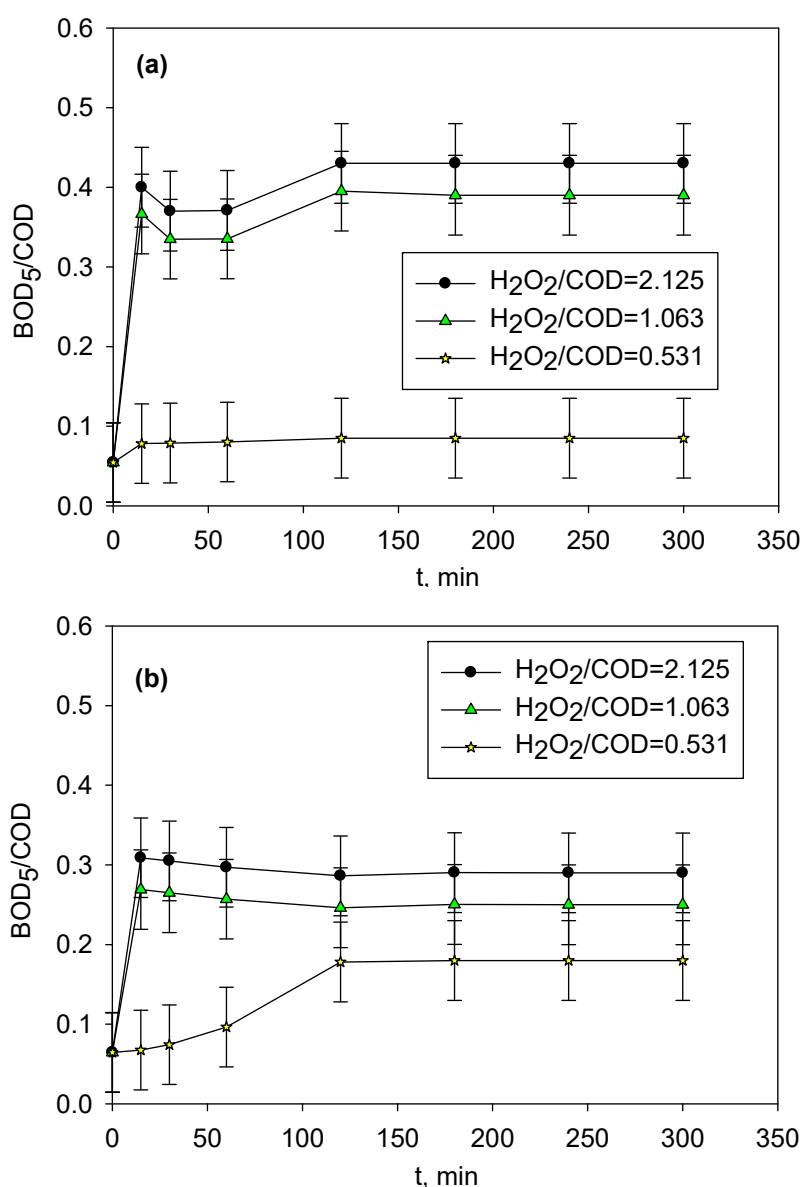 (a)
0.6
0.5
0.4
0.3
0.2
0.1
0.0
BOD5/COD
H2O2/COD=2.125
H2O2/COD=1.063
H2O2/COD=0.531
0 50 100 150 200 250 300 350
t, min
(b)
0.6
0.5
0.4
0.3
0.2
0.1
0.0
BOD5/COD
H2O2/COD=2.125
H2O2/COD=1.063
H2O2/COD=0.531
0 50 100 150 200 250 300 350
t, min